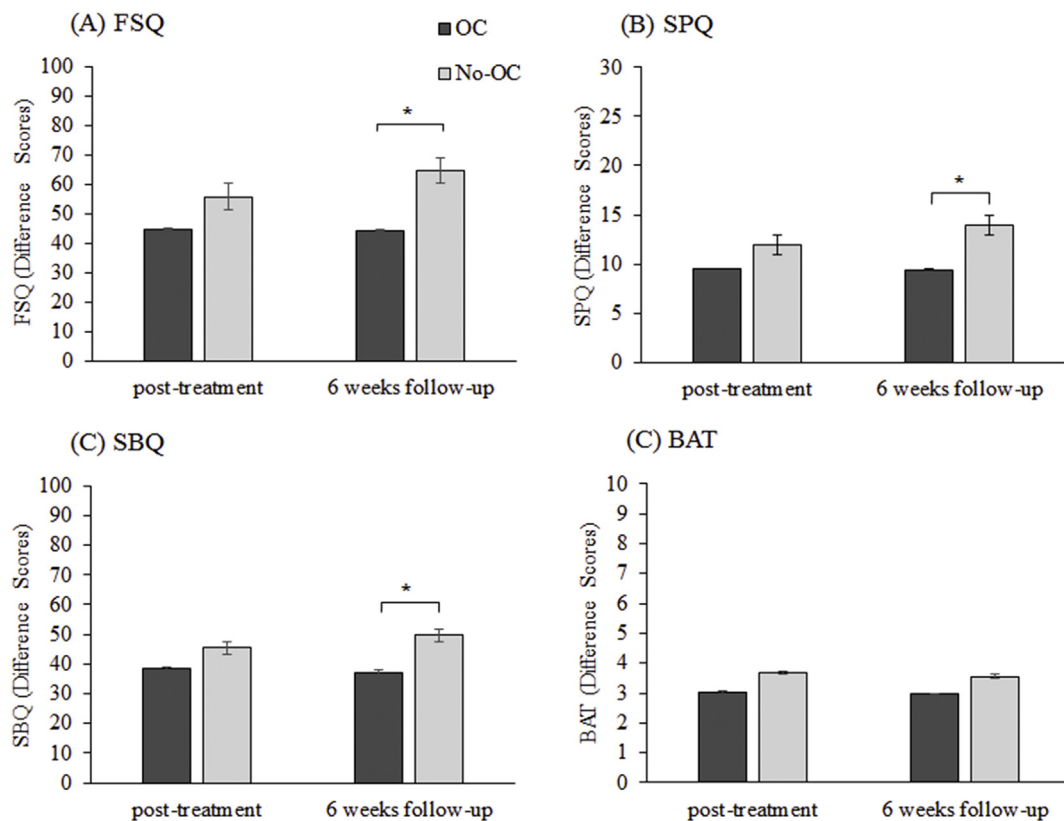 (A) FSQ
OC
No-OC
FSQ (Difference Scores)
100
90
80
70
60
50
40
30
20
10
0
*
post-treatment
6 weeks follow-up
(B) SPQ
SPQ (Difference Scores)
30
25
20
15
10
5
0
*
post-treatment
6 weeks follow-up
(C) SBQ
SBQ (Difference Scores)
100
90
80
70
60
50
40
30
20
10
0
*
post-treatment
6 weeks follow-up
(C) BAT
BAT (Difference Scores)
10
9
8
7
6
5
4
3
2
1
0
post-treatment
6 weeks follow-up